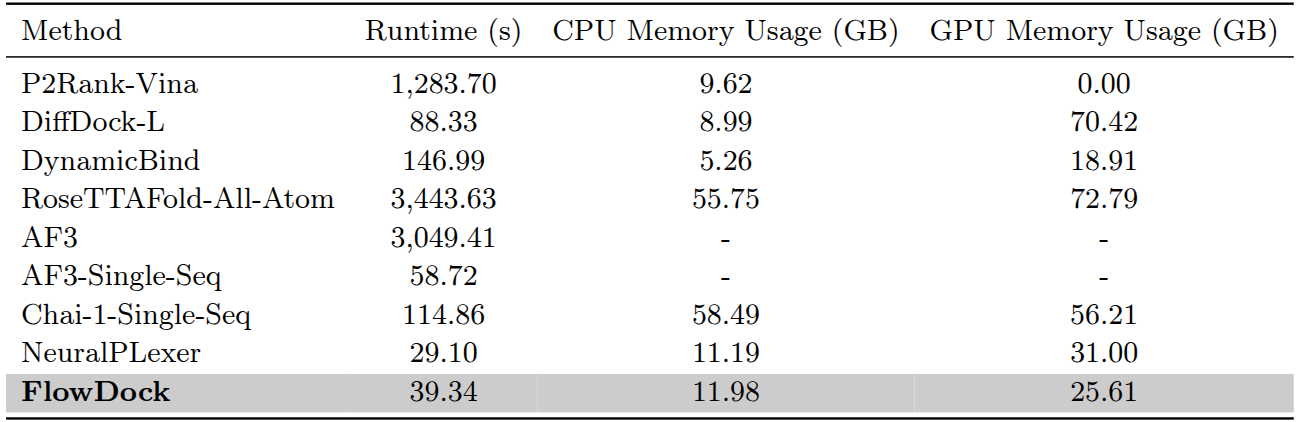 Method Runtime (s) CPU Memory Usage (GB) GPU Memory Usage (GB)
P2Rank-Vina 1,283.70 9.62 0.00
DiffDock-L 88.33 8.99 70.42
DynamicBind 146.99 5.26 18.91
RoseTTAFold-All-Atom 3,443.63 55.75 72.79
AF3 3,049.41 - -
AF3-Single-Seq 58.72 - -
Chai-1-Single-Seq 114.86 58.49 56.21
NeuralPLexer 29.10 11.19 31.00
FlowDock 39.34 11.98 25.61